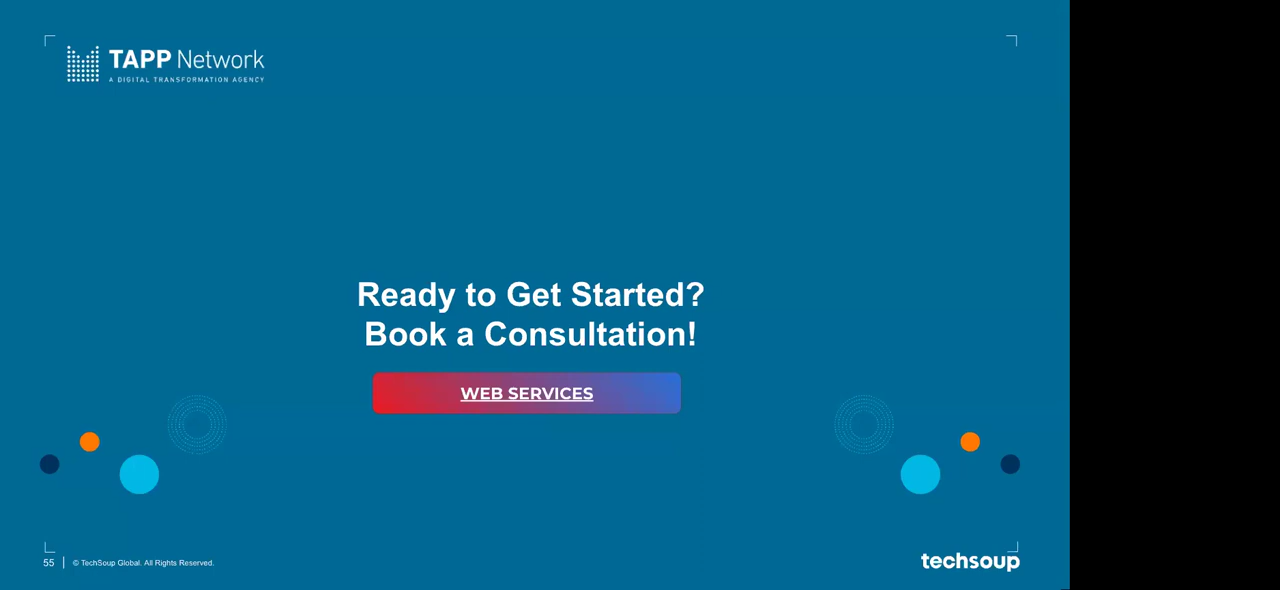 TAPP Network
A DIGITAL TRANSFORMATION AGENCY
Ready to Get Started?
Book a Consultation!
WEB SERVICES
55
© TechSoup Global. All Rights Reserved.
techsoup